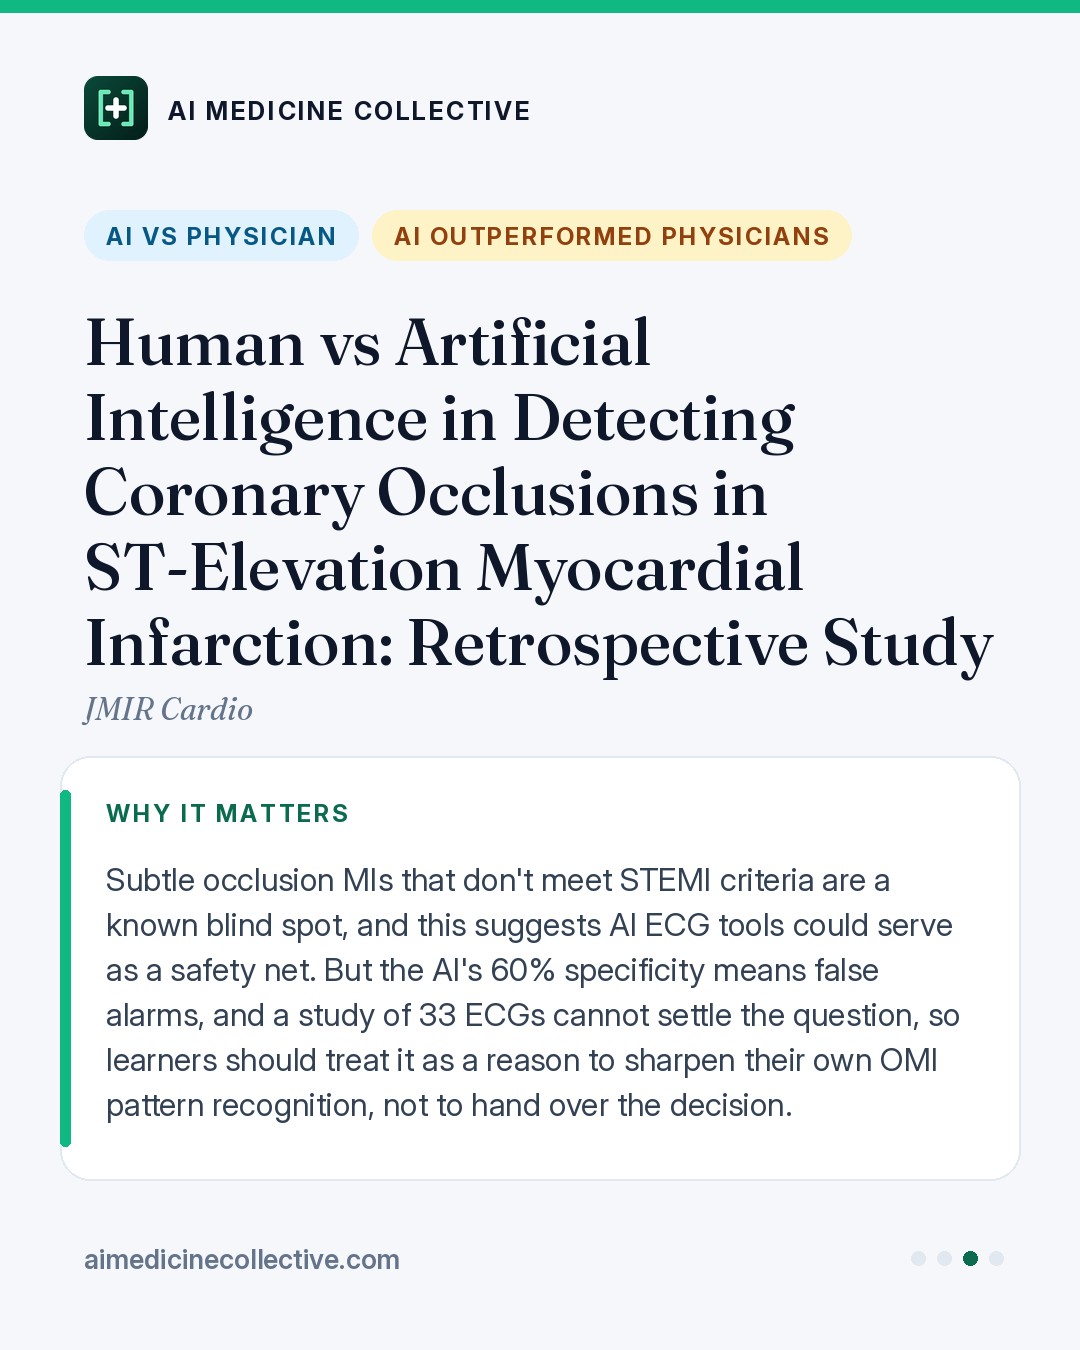 AI MEDICINE COLLECTIVE
AI VS PHYSICIAN
AI OUTPERFORMED PHYSICIANS
Human vs Artificial
Intelligence in Detecting
Coronary Occlusions in
ST-Elevation Myocardial
Infarction: Retrospective Study
JMIR Cardio
WHY IT MATTERS
Subtle occlusion MIs that don't meet STEMI criteria are a
known blind spot, and this suggests AI ECG tools could serve
as a safety net. But the AI's 60% specificity means false
alarms, and a study of 33 ECGs cannot settle the question, so
learners should treat it as a reason to sharpen their own OMI
pattern recognition, not to hand over the decision.
aimedicinecollective.com